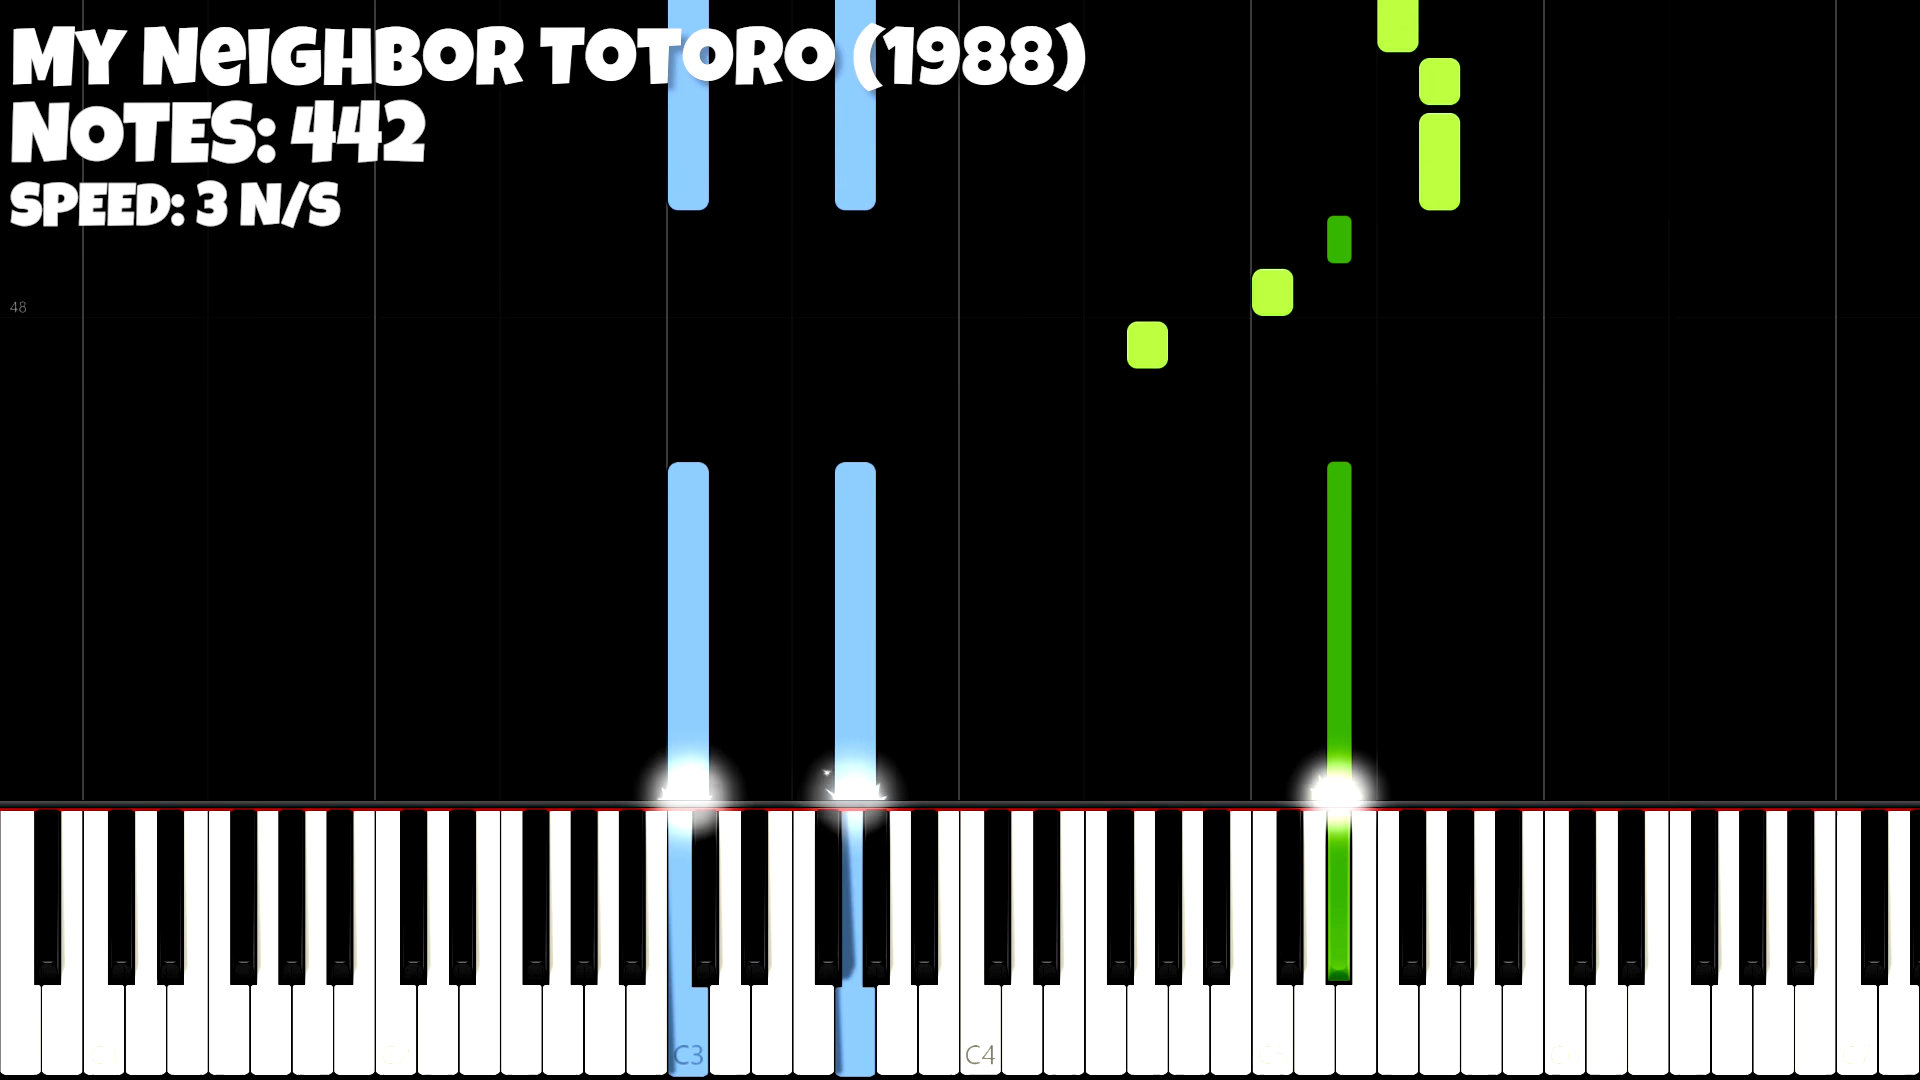 MY NEIGHBOR TOTORO (1988)
NOTES: 442
SPEED: 3 N/S
48
C3
C4